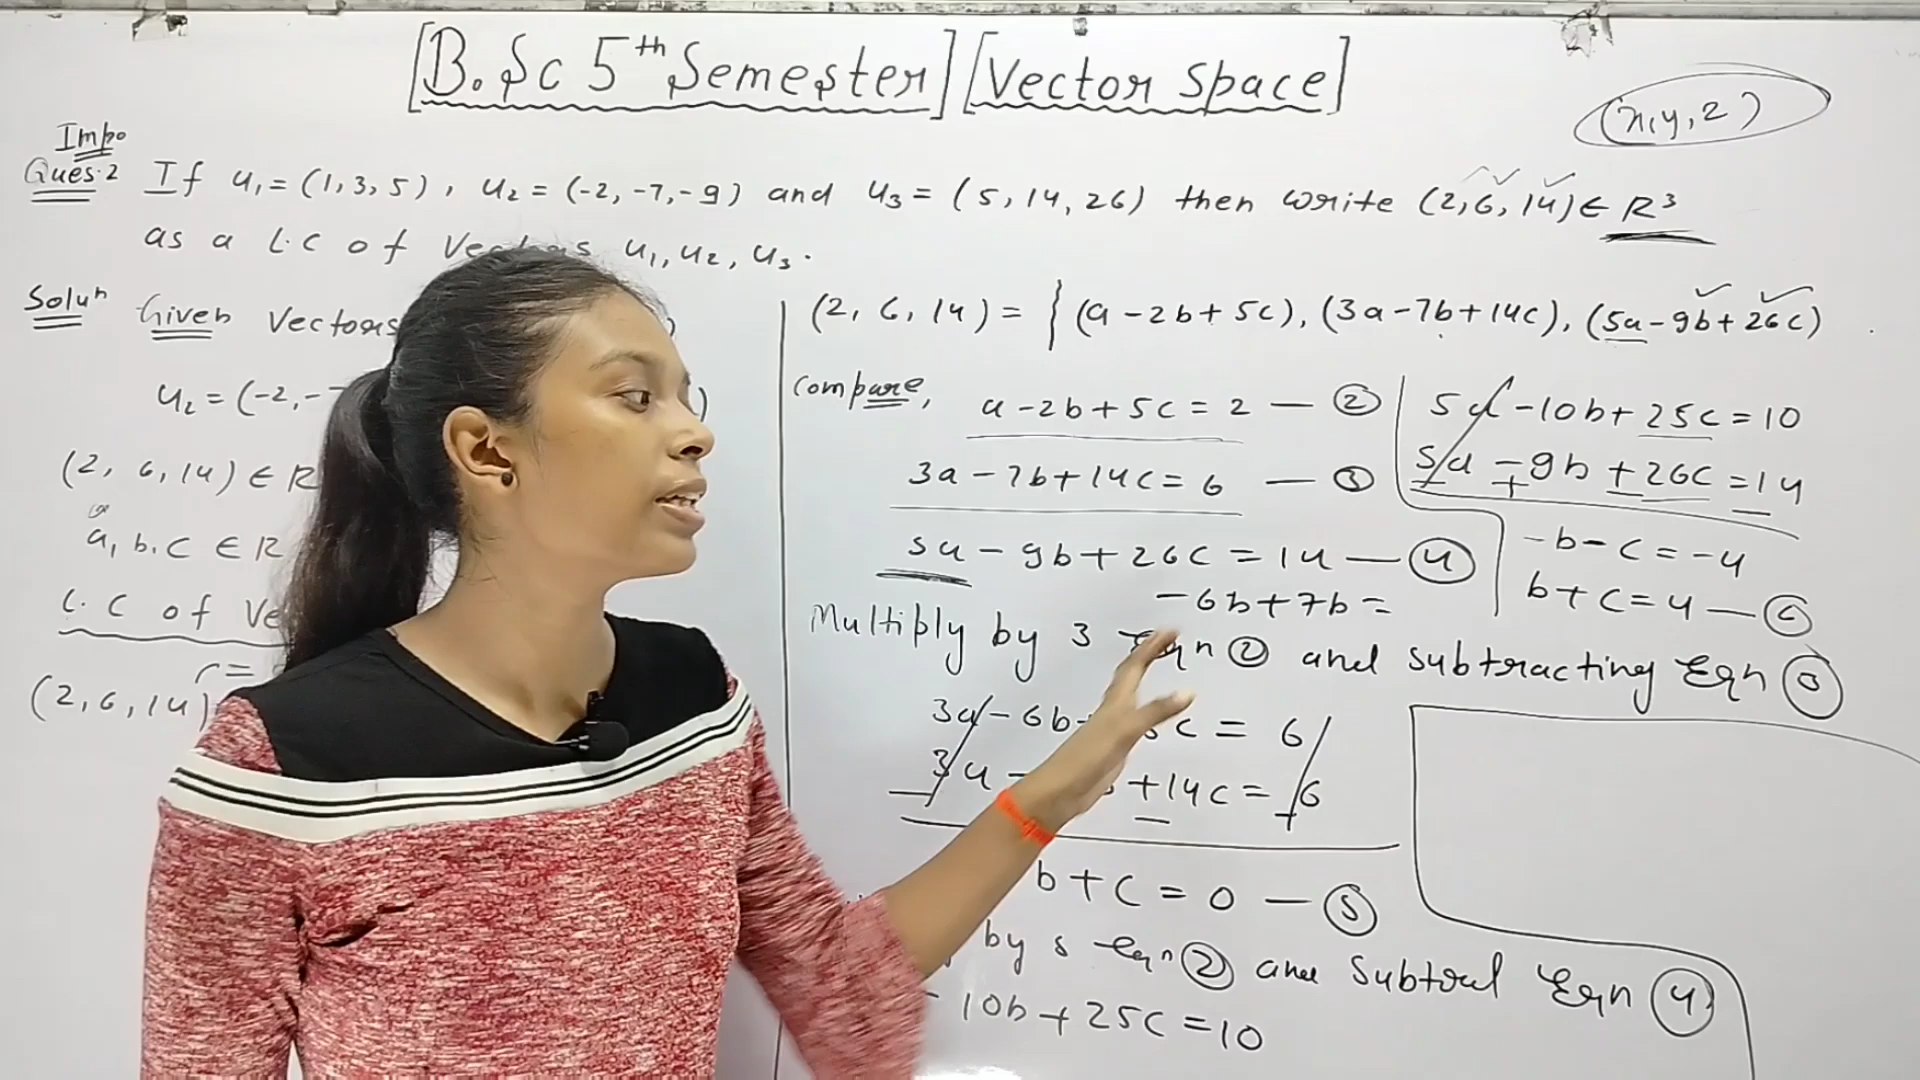 [B.Sc 5th Semester] [Vector Space]
(x,y,z)
Impo
Ques.2 If u₁=(1,3,5), u₂=(-2,-7,-9) and u₃=(5,14,26) then write (2,6,14)∈ R³
as a L.C of Vectors u₁,u₂,u₃.
Soluⁿ Given Vectors )
u₂=(-2,- )
(2, 6,14) ∈ R
a, b.c ∈ R
L.C of Ve
r=
(2,6,14)
(2, 6, 14) = { (a-2b+5c), (3a-7b+14c), (5a-9b+26c)
Compare, a-2b+5c=2 — ②
3a-7b+14c=6 — ③
5a-9b+26c=14 — ④
-6b+7b=
5a-10b+25c=10
5a-9b+26c=14
- + - -
-b-c=-4
b+c=4 — ⑥
Multiply by 3 Eqn ② and Subtracting Eqn ③
3a-6b+ 5c = 6
3a - +14c= 6
- - -
b+c=0 — ⑤
by 5 Eqn ② and Subtract Eqn ④
- 10b+25c=10